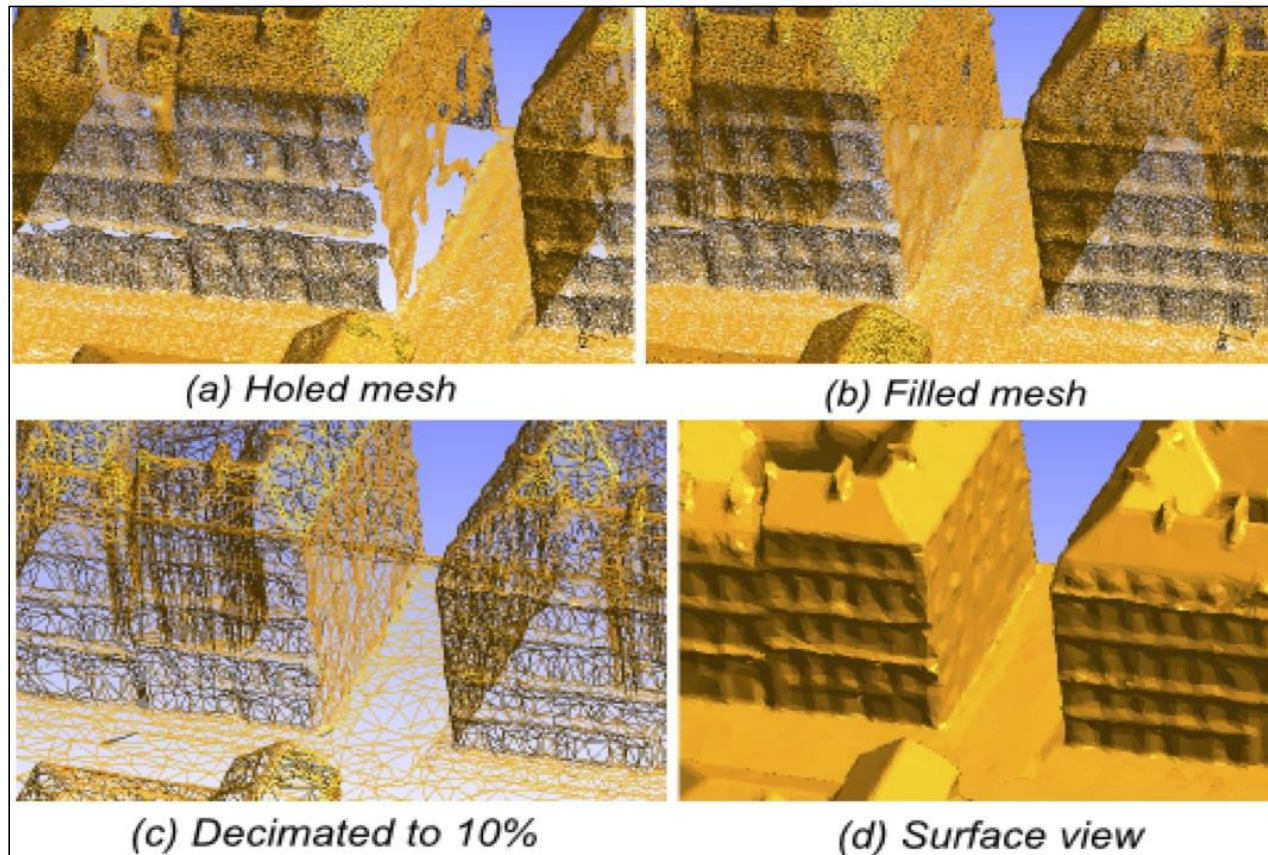 (a) Holed mesh
(b) Filled mesh
(c) Decimated to 10%
(d) Surface view